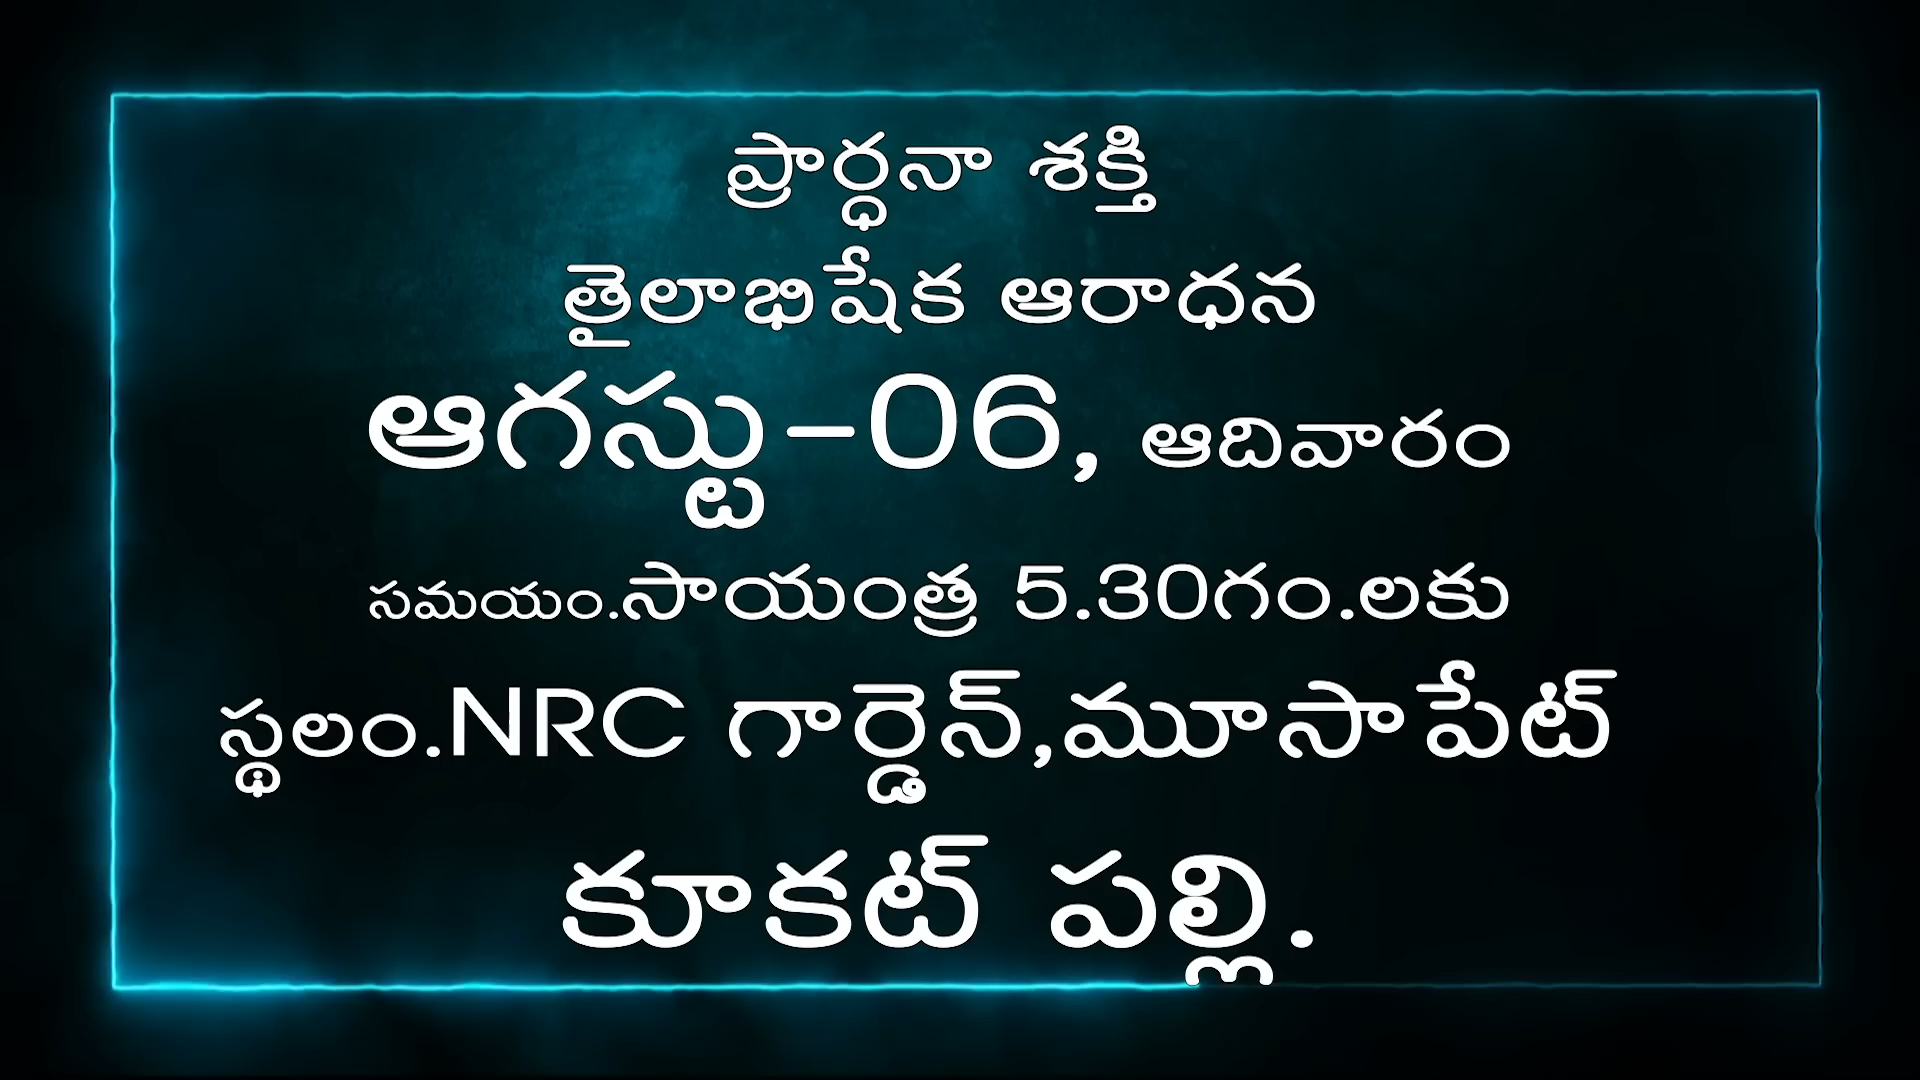 ప్రార్ధనా శక్తి
తైలాభిషేక ఆరాధన
ఆగస్టు-06, ఆదివారం
సమయం.సాయంత్ర 5.30గం.లకు
స్థలం.NRC గార్డెన్,మూసాపేట్
కూకట్ పల్లి.